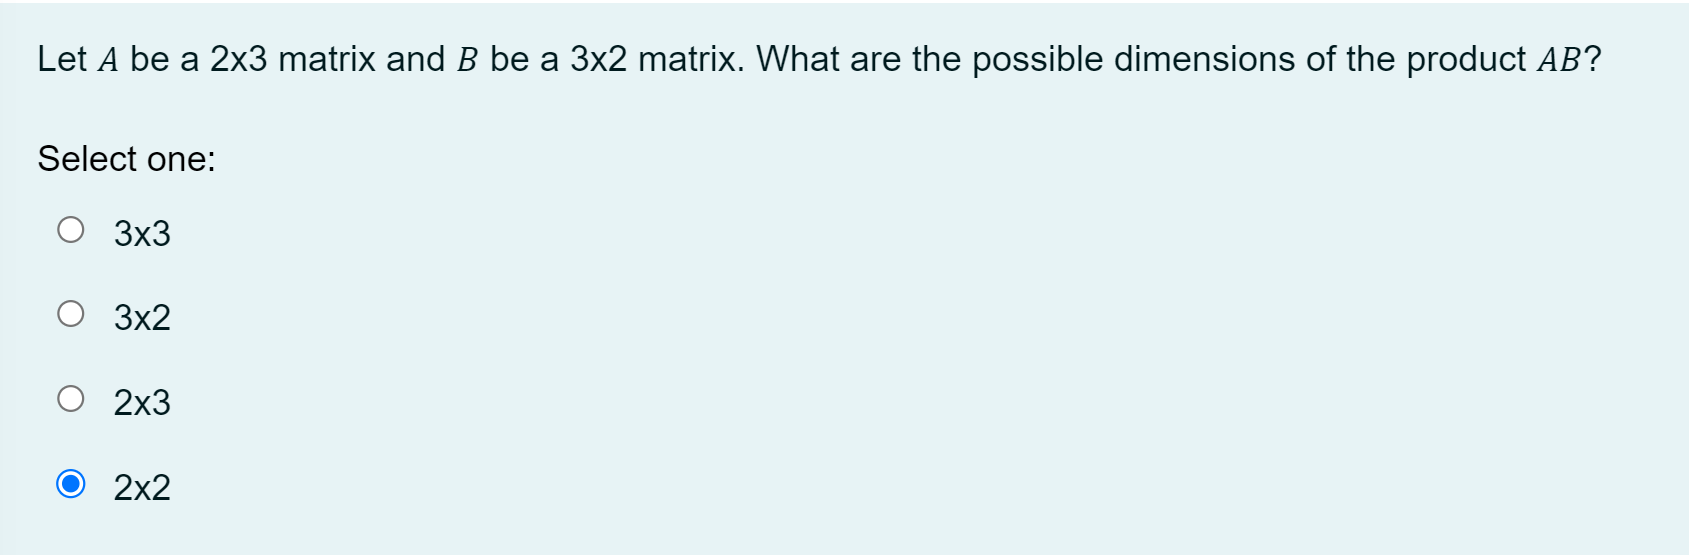 Let A be a 2x3 matrix and B be a 3x2 matrix. What are the possible dimensions of the product AB?
Select one:
3x3
3x2
2x3
2x2